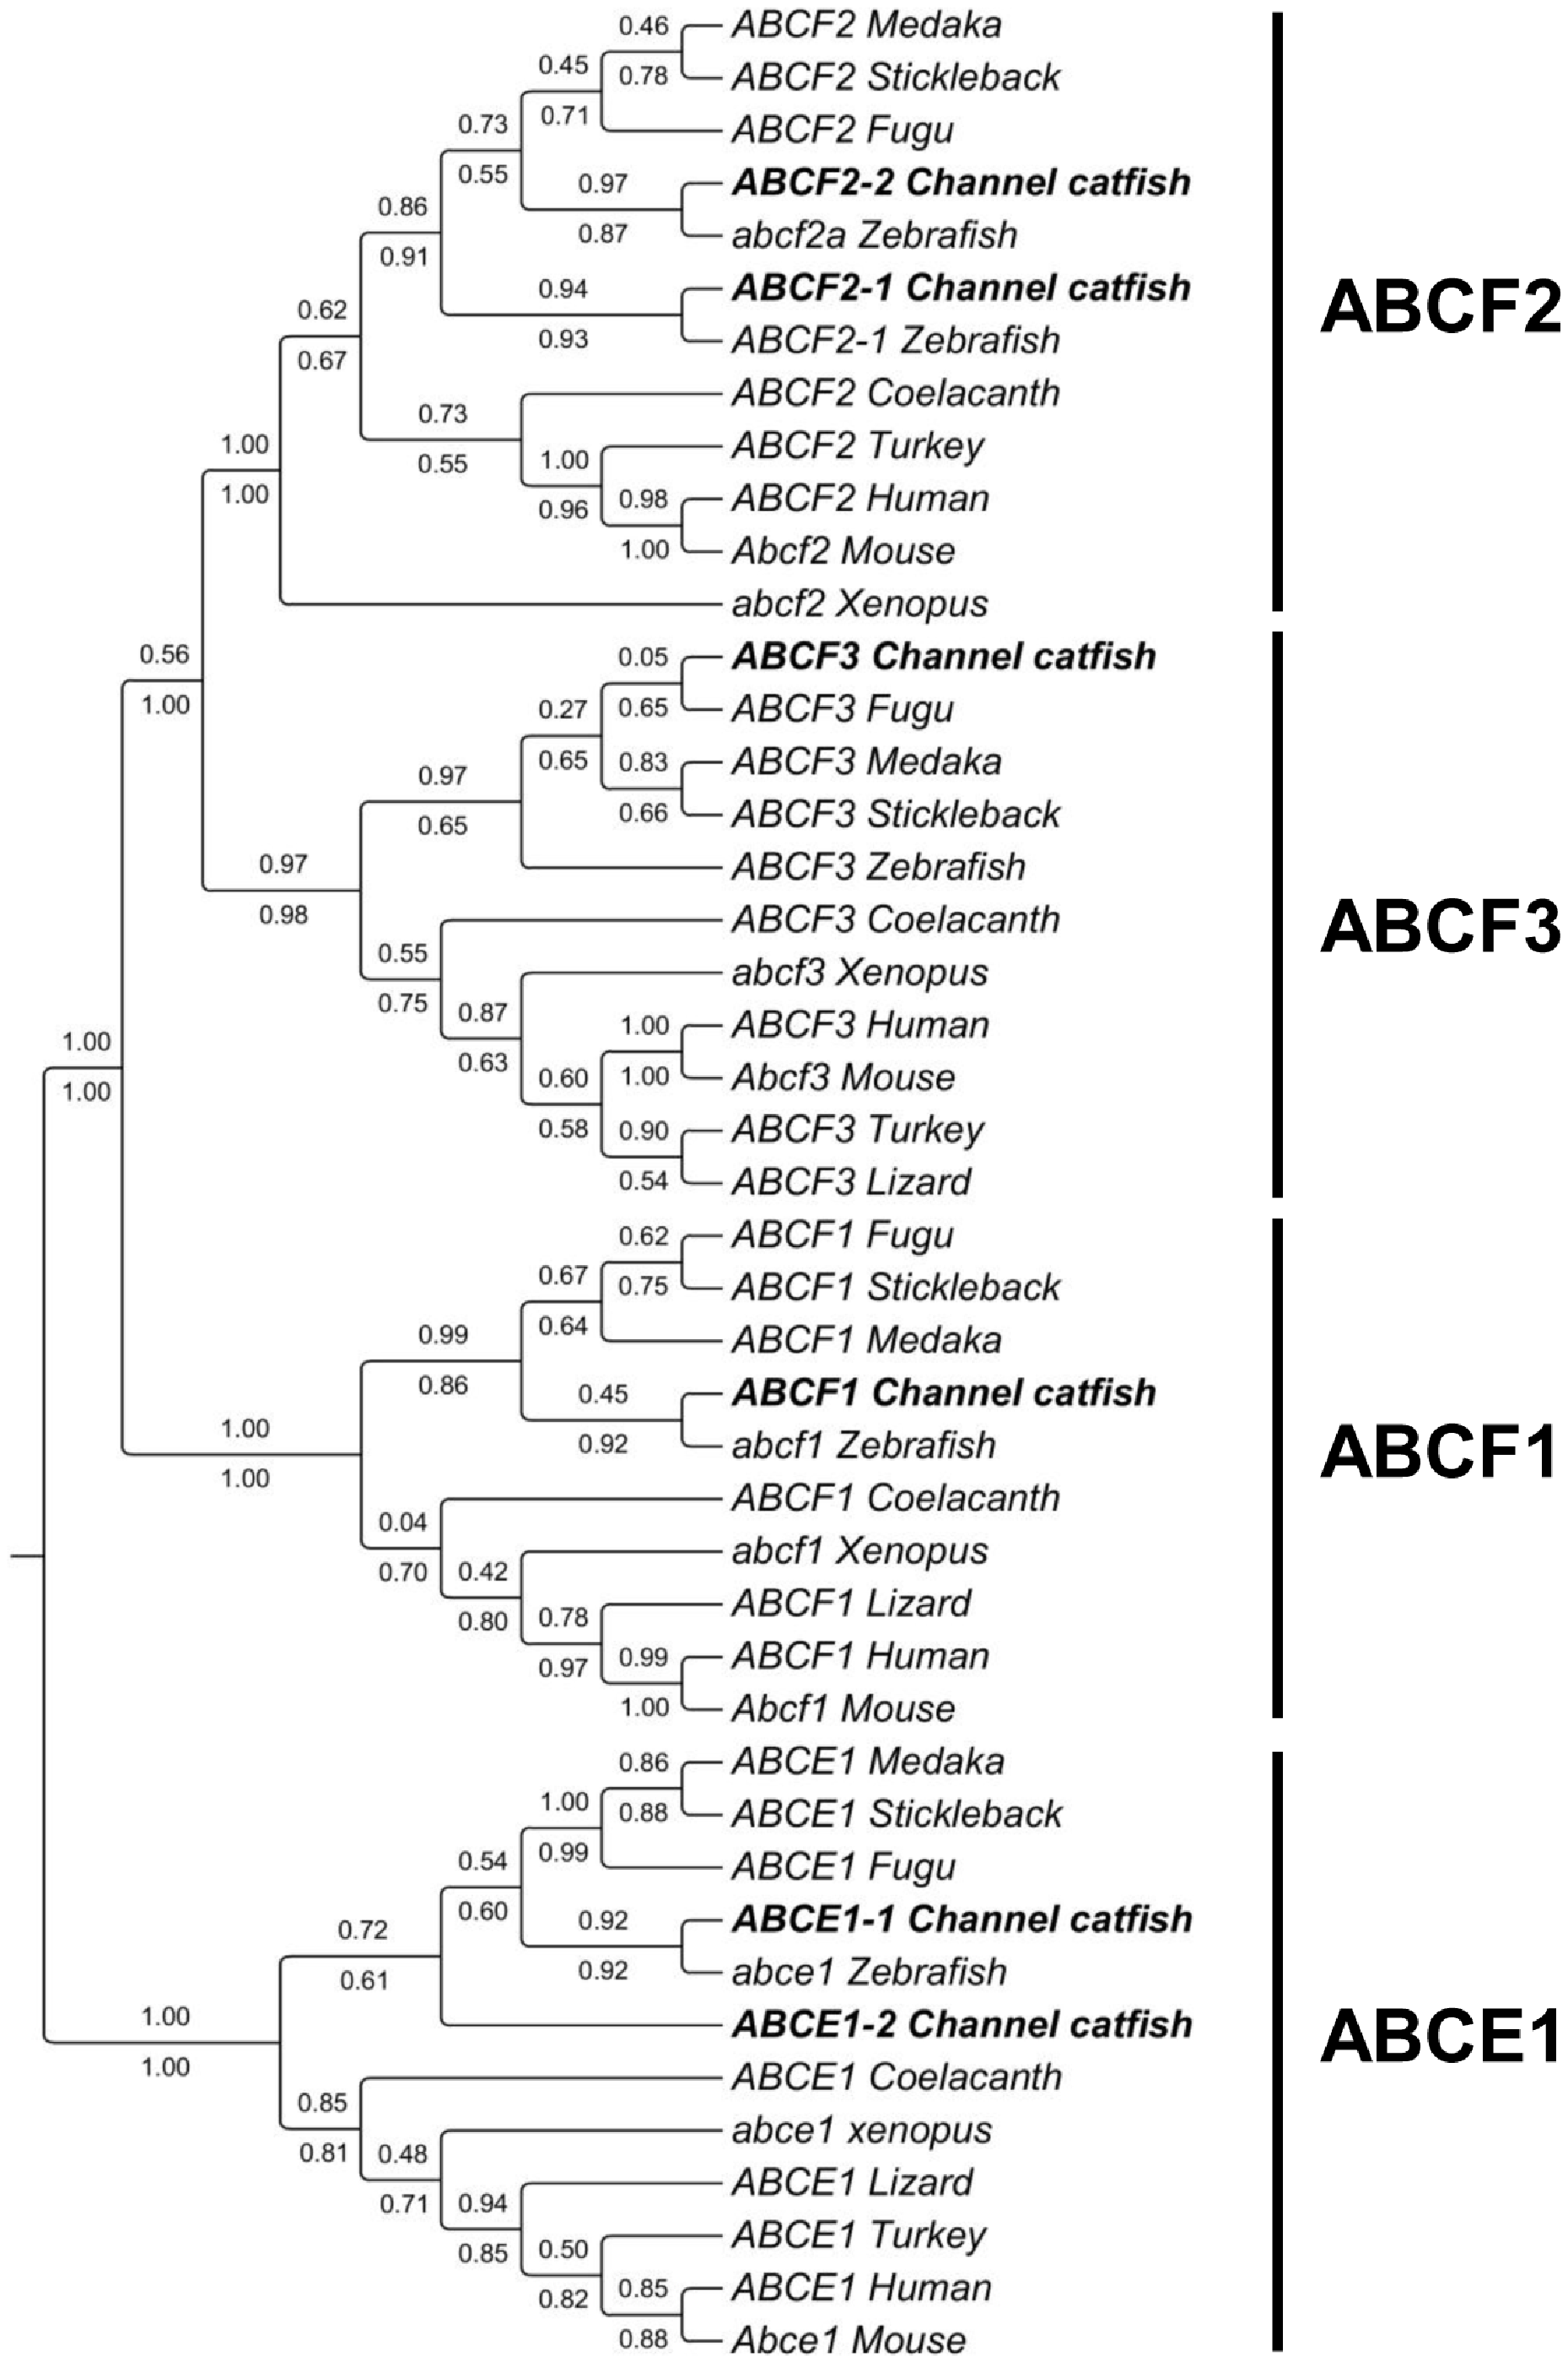 0.46 ABCF2 Medaka
0.45 0.78 ABCF2 Stickleback
0.73 0.71 ABCF2 Fugu
0.55 0.97 ABCF2-2 Channel catfish
0.86 0.87 abcf2a Zebrafish
0.91 0.94 ABCF2-1 Channel catfish
ABCF2
0.62 0.93 ABCF2-1 Zebrafish
0.67 ABCF2 Coelacanth
0.73
1.00 0.55 1.00 ABCF2 Turkey
1.00 0.96 0.98 ABCF2 Human
1.00 Abcf2 Mouse
abcf2 Xenopus
0.56 0.05 ABCF3 Channel catfish
1.00 0.27 0.65 ABCF3 Fugu
0.97 0.65 0.83 ABCF3 Medaka
0.65 0.66 ABCF3 Stickleback
0.97 ABCF3 Zebrafish
0.98 ABCF3 Coelacanth
ABCF3
0.55 abcf3 Xenopus
0.75 0.87 1.00 ABCF3 Human
1.00 0.63 0.60 1.00 Abcf3 Mouse
1.00 0.58 0.90 ABCF3 Turkey
0.54 ABCF3 Lizard
0.62 ABCF1 Fugu
0.67 0.75 ABCF1 Stickleback
0.99 0.64 ABCF1 Medaka
0.86 0.45 ABCF1 Channel catfish
1.00 0.92 abcf1 Zebrafish
ABCF1
1.00 ABCF1 Coelacanth
0.04 abcf1 Xenopus
0.70 0.42 ABCF1 Lizard
0.80 0.78 0.99 ABCF1 Human
0.97 1.00 Abcf1 Mouse
0.86 ABCE1 Medaka
1.00 0.88 ABCE1 Stickleback
0.54 0.99 ABCE1 Fugu
0.72 0.60 0.92 ABCE1-1 Channel catfish
0.61 0.92 abce1 Zebrafish
1.00 ABCE1-2 Channel catfish
ABCE1
1.00 ABCE1 Coelacanth
0.85 abce1 xenopus
0.81 0.48 ABCE1 Lizard
0.71 0.94 ABCE1 Turkey
0.85 0.50 0.85 ABCE1 Human
0.82 0.88 Abce1 Mouse